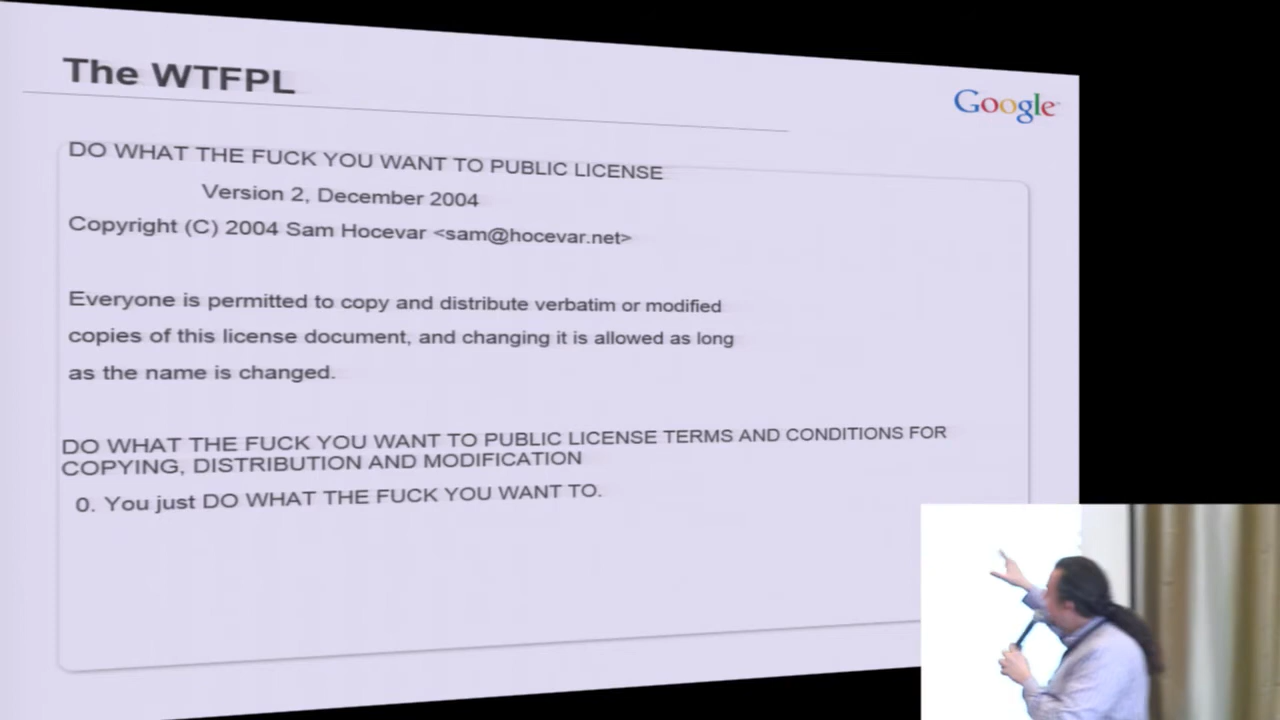 The WTFPL
Google
DO WHAT THE FUCK YOU WANT TO PUBLIC LICENSE
Version 2, December 2004
Copyright (C) 2004 Sam Hocevar <sam@hocevar.net>
Everyone is permitted to copy and distribute verbatim or modified
copies of this license document, and changing it is allowed as long
as the name is changed.
DO WHAT THE FUCK YOU WANT TO PUBLIC LICENSE TERMS AND CONDITIONS FOR
COPYING, DISTRIBUTION AND MODIFICATION
0. You just DO WHAT THE FUCK YOU WANT TO.